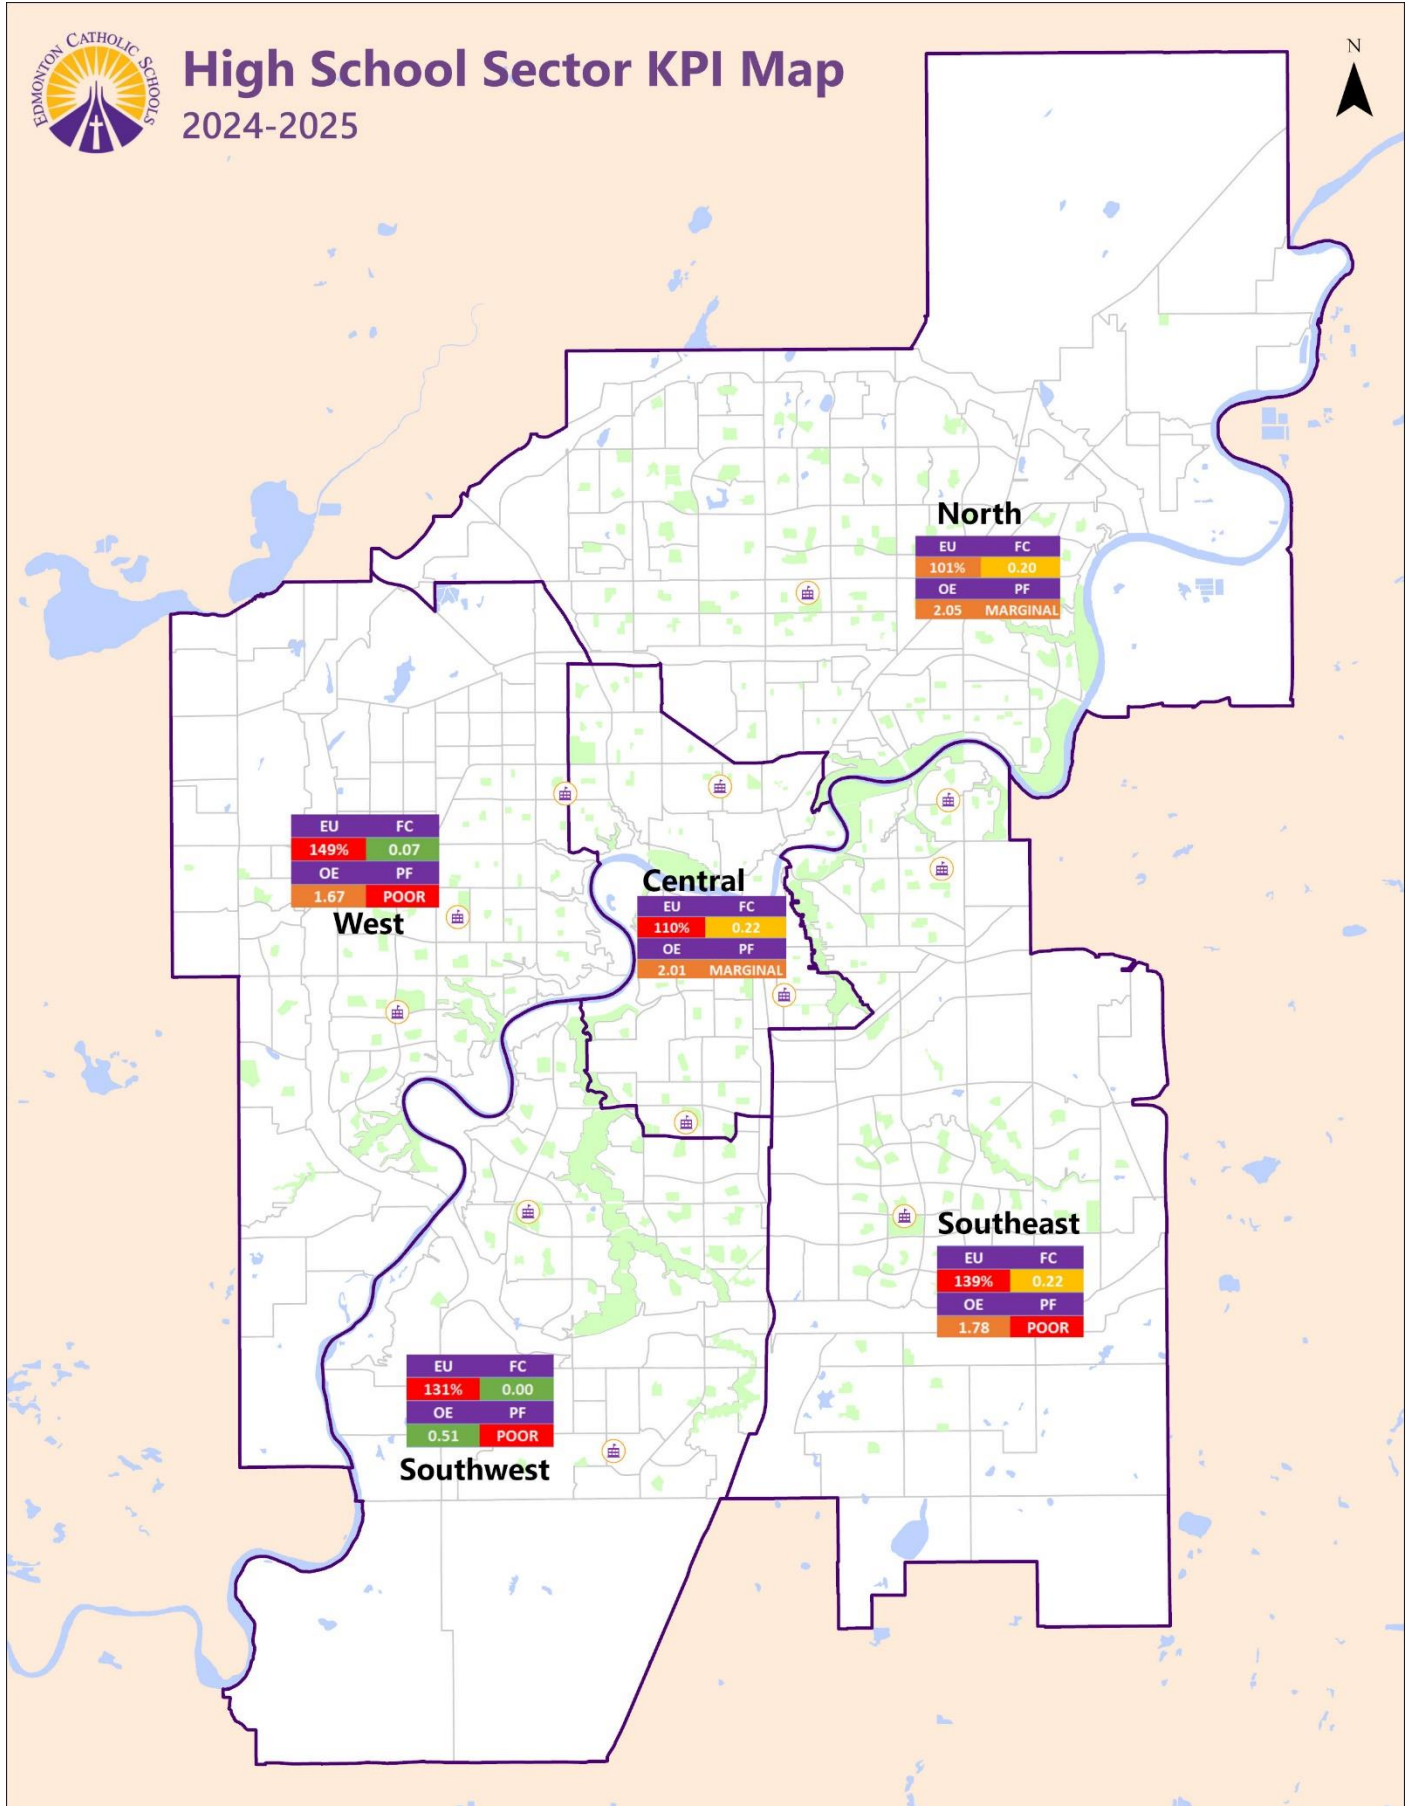 EDMONTON CATHOLIC SCHOOLS
High School Sector KPI Map
2024-2025
N
North
EU FC
101% 0.20
OE PF
2.05 MARGINAL
EU FC
149% 0.07
OE PF
1.67 POOR
West
Central
EU FC
110% 0.22
OE PF
2.01 MARGINAL
Southeast
EU FC
139% 0.22
OE PF
1.78 POOR
EU FC
131% 0.00
OE PF
0.51 POOR
Southwest